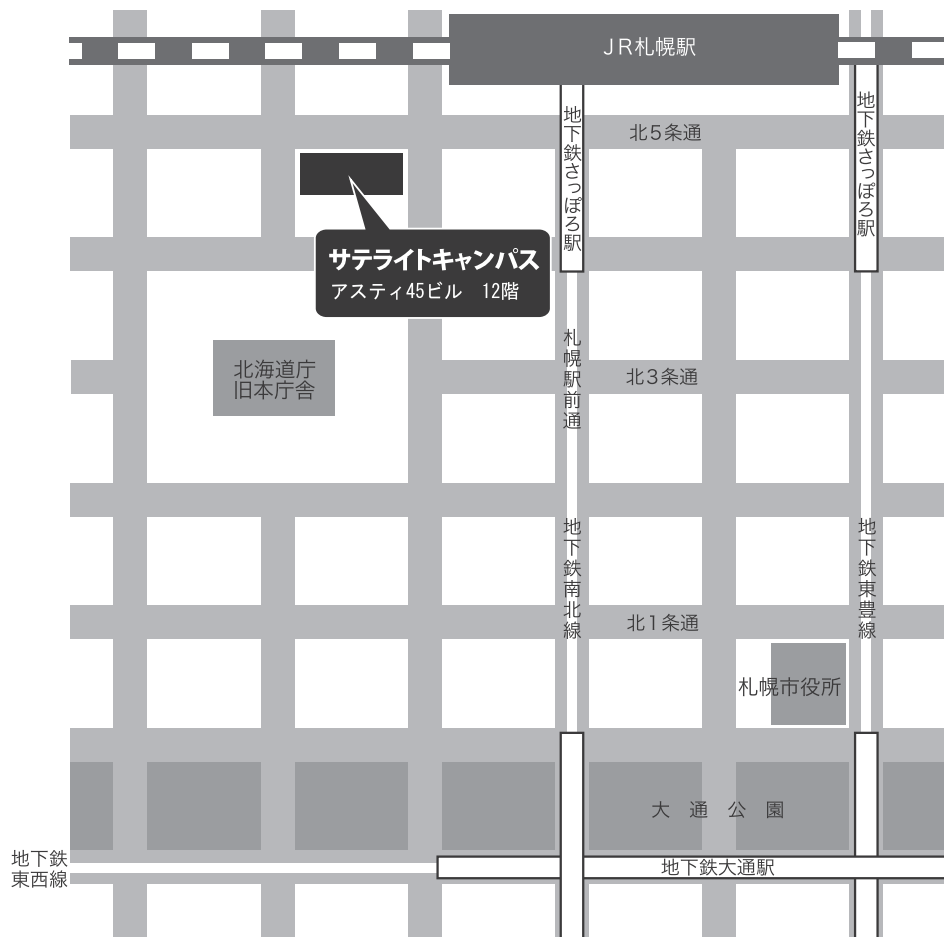 JR札幌駅
北5条通
地下鉄さっぽろ駅
地下鉄さっぽろ駅
サテライトキャンパス
アスティ45ビル　12階
札幌駅前通
北海道庁
旧本庁舎
北3条通
地下鉄南北線
地下鉄東豊線
北1条通
札幌市役所
大　通　公　園
地下鉄
東西線
地下鉄大通駅